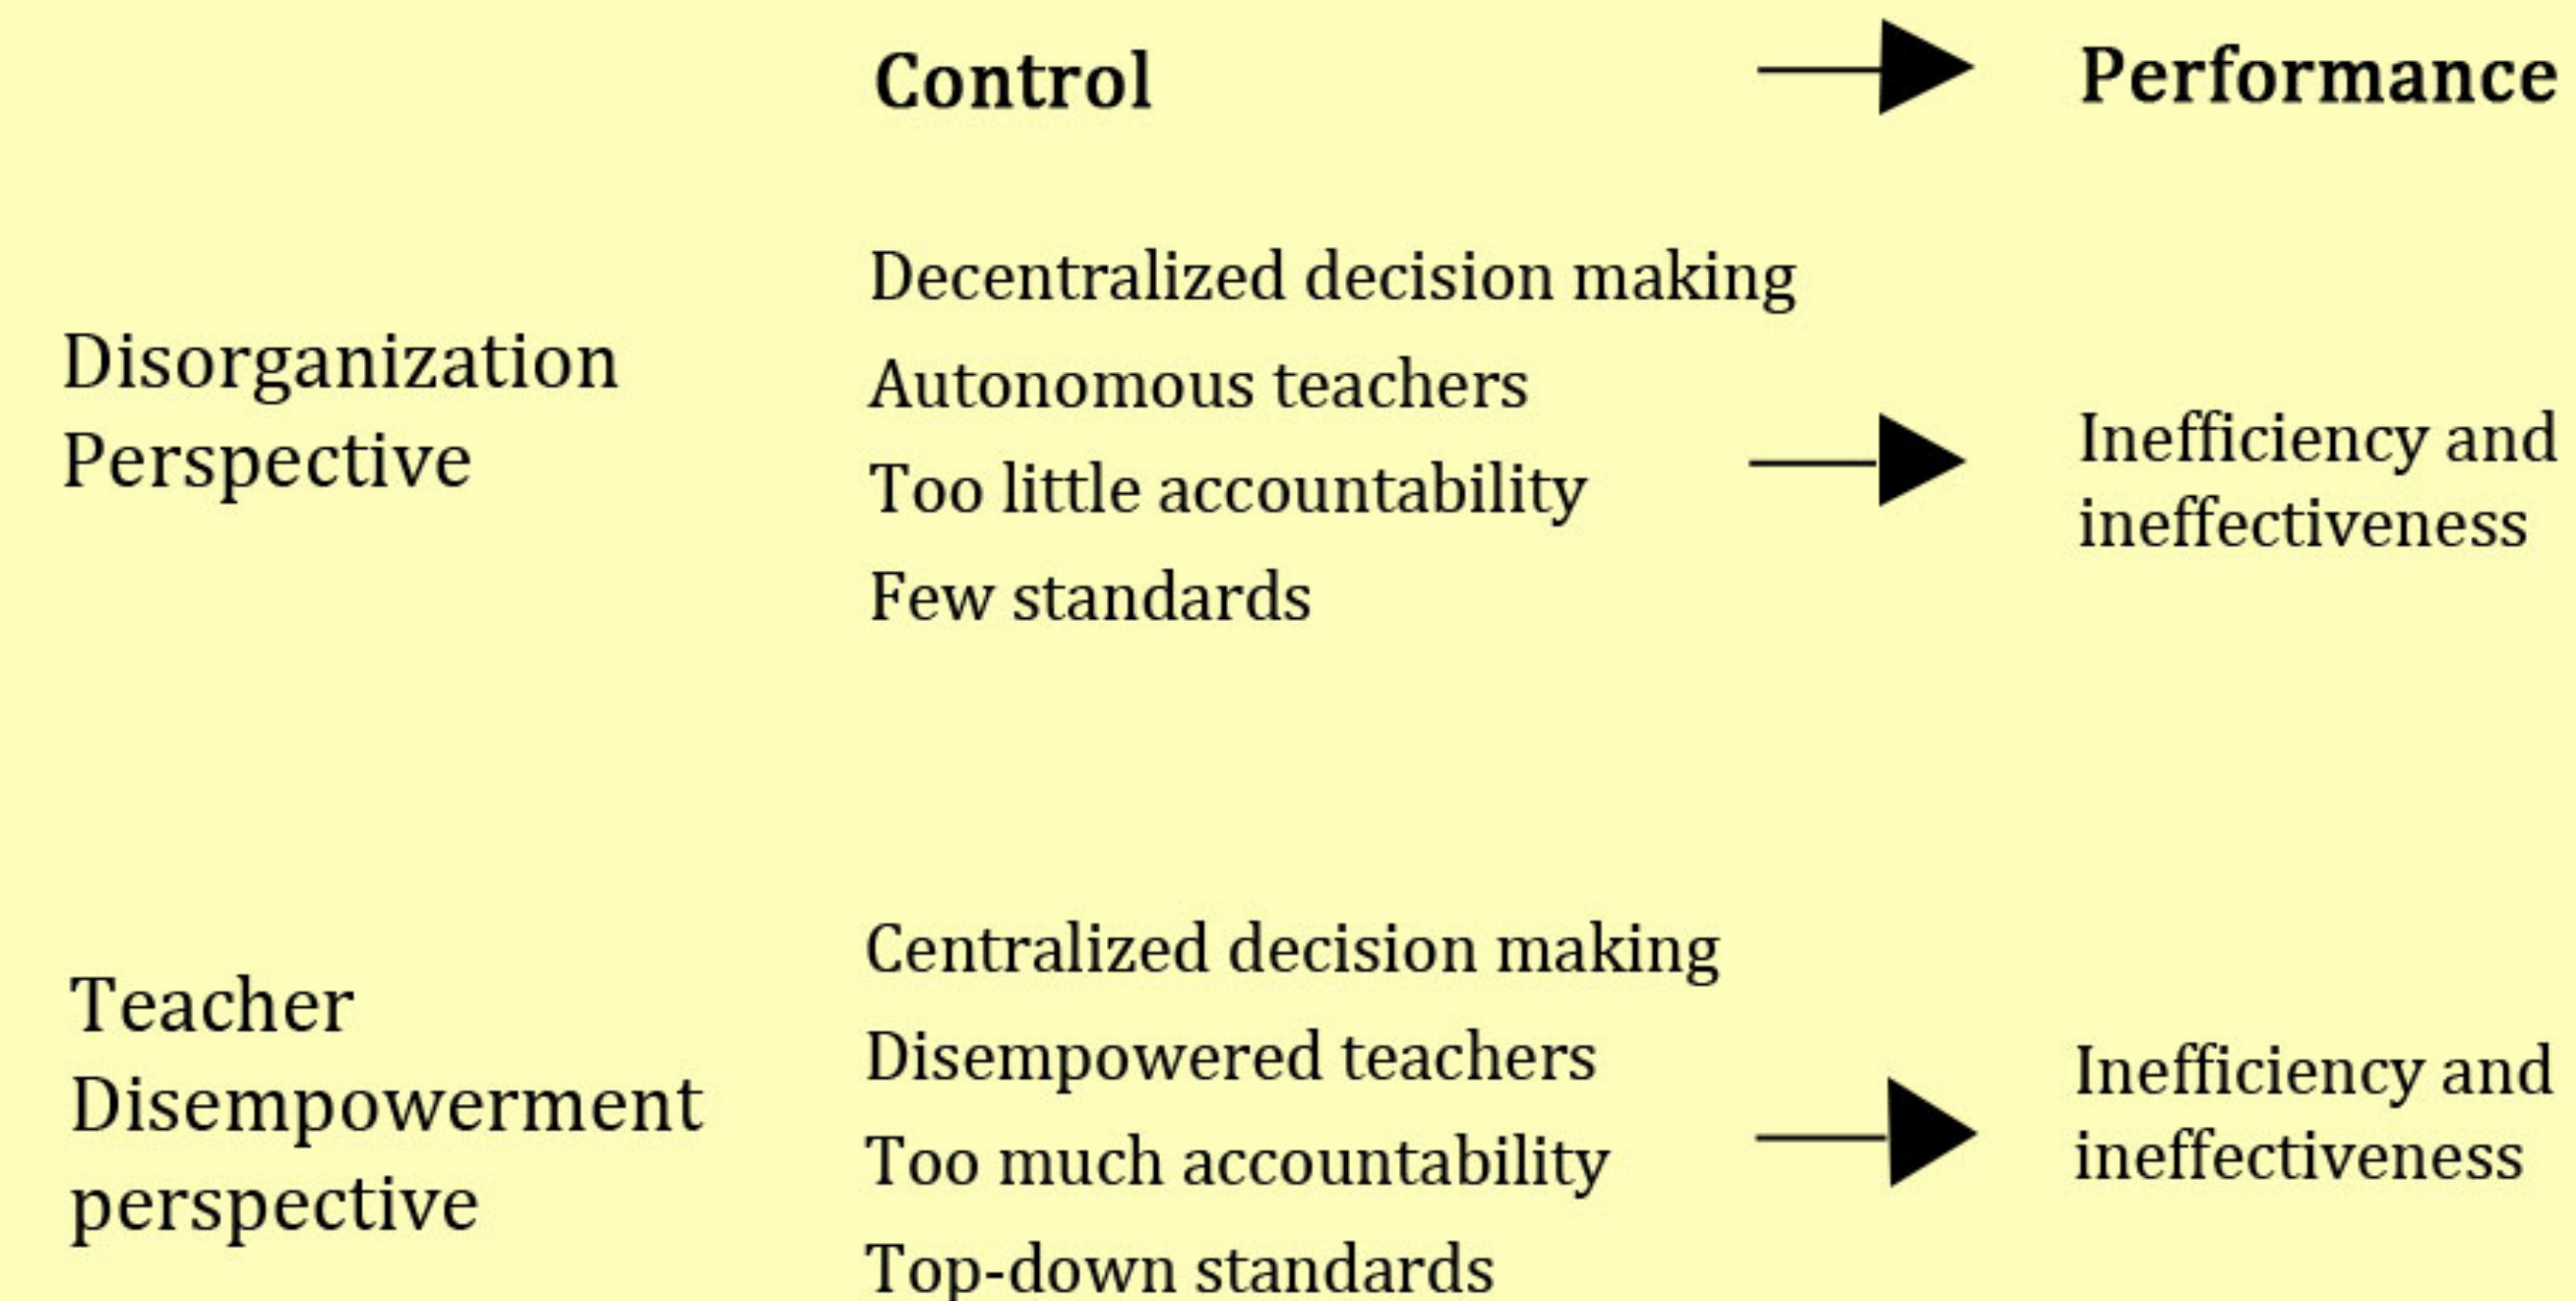 Control
Performance
Disorganization
Perspective
Decentralized decision making
Autonomous teachers
Too little accountability
Few standards
Inefficiency and
ineffectiveness
Teacher
Disempowerment
perspective
Centralized decision making
Disempowered teachers
Too much accountability
Top-down standards
Inefficiency and
ineffectiveness